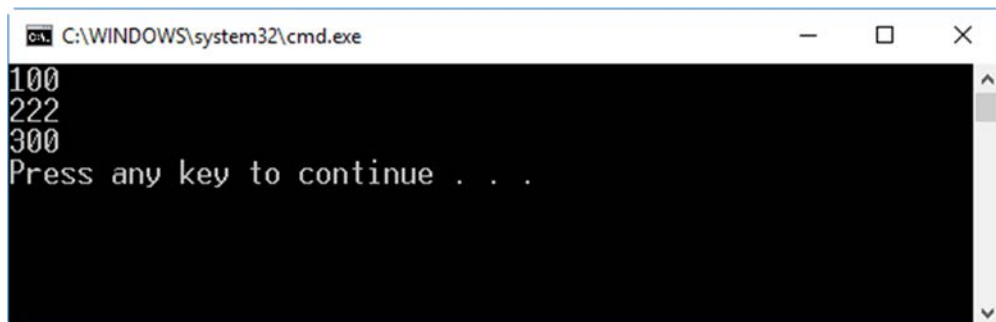 C:\WINDOWS\system32\cmd.exe
100
222
300
Press any key to continue . . .